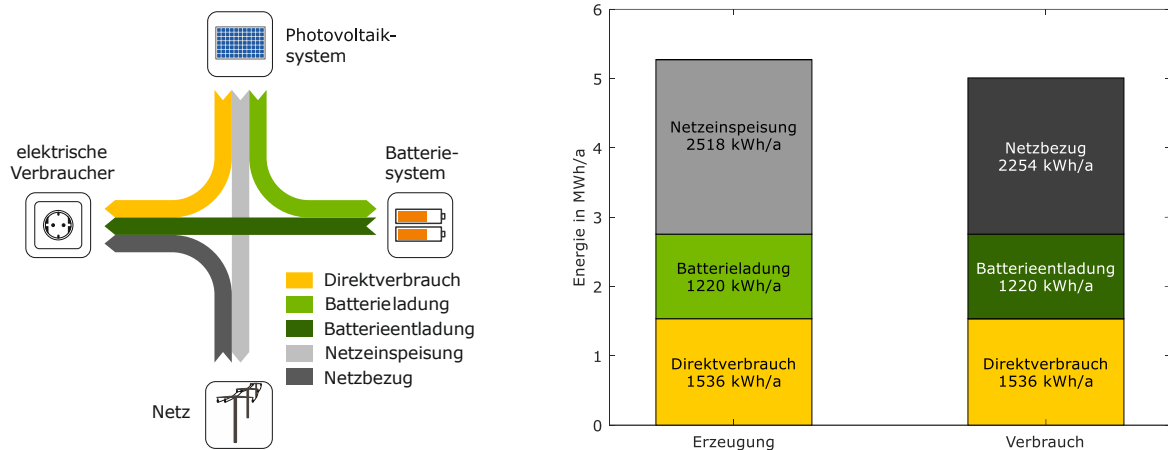 Photovoltaik-
system
elektrische
Verbraucher
Batterie-
system
Direktverbrauch
Batterieladung
Batterieentladung
Netzeinspeisung
Netzbezug
Netz
Energie in MWh/a
6
5
4
3
2
1
0
Netzeinspeisung
2518 kWh/a
Batterieladung
1220 kWh/a
Direktverbrauch
1536 kWh/a
Netzbezug
2254 kWh/a
Batterieentladung
1220 kWh/a
Direktverbrauch
1536 kWh/a
Erzeugung
Verbrauch